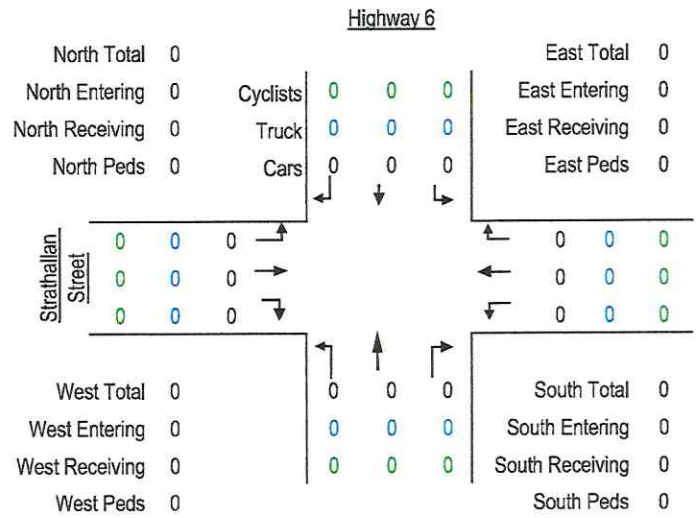 Highway 6
North Total 0
North Entering 0
North Receiving 0
North Peds 0
Cyclists 0 0 0
Truck 0 0 0
Cars 0 0 0
East Total 0
East Entering 0
East Receiving 0
East Peds 0
Strathallan
Street
0 0 0
0 0 0
0 0 0
0 0 0
0 0 0
0 0 0
West Total 0
West Entering 0
West Receiving 0
West Peds 0
0 0 0
0 0 0
0 0 0
South Total 0
South Entering 0
South Receiving 0
South Peds 0